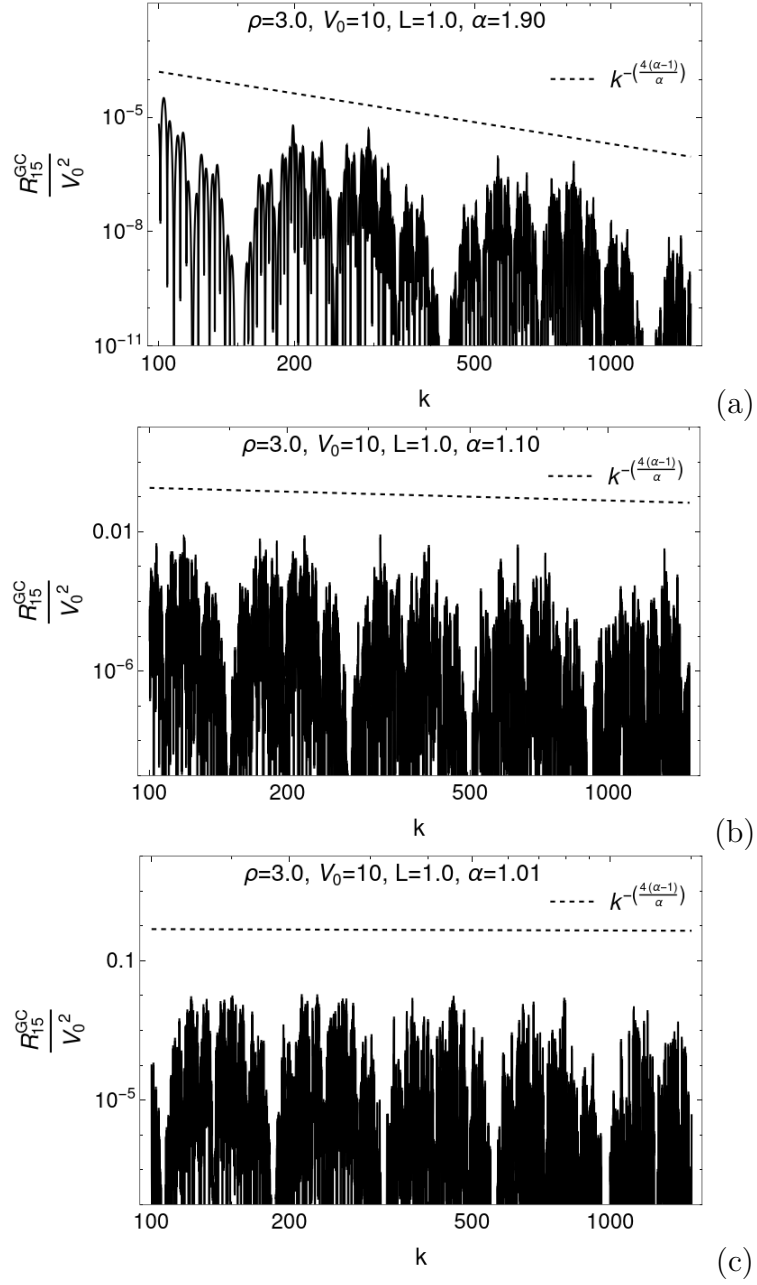 ρ=3.0, V₀=10, L=1.0, α=1.90
k^{-(4(α-1)/α)}
R₁₅^{GC}/V₀²
10⁻⁵
10⁻⁸
10⁻¹¹
100 200 500 1000
k
(a)
ρ=3.0, V₀=10, L=1.0, α=1.10
k^{-(4(α-1)/α)}
R₁₅^{GC}/V₀²
0.01
10⁻⁶
100 200 500 1000
k
(b)
ρ=3.0, V₀=10, L=1.0, α=1.01
k^{-(4(α-1)/α)}
R₁₅^{GC}/V₀²
0.1
10⁻⁵
100 200 500 1000
k
(c)